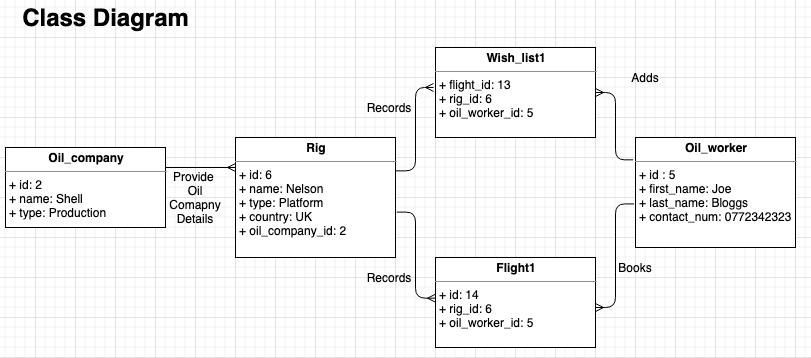 Class Diagram
Wish_list1
+ flight_id: 13
+ rig_id: 6
+ oil_worker_id: 5
Adds
Records
Oil_company
+ id: 2
+ name: Shell
+ type: Production
Provide
Oil
Comapny
Details
Rig
+ id: 6
+ name: Nelson
+ type: Platform
+ country: UK
+ oil_company_id: 2
Oil_worker
+ id : 5
+ first_name: Joe
+ last_name: Bloggs
+ contact_num: 0772342323
Records
Flight1
+ id: 14
+ rig_id: 6
+ oil_worker_id: 5
Books